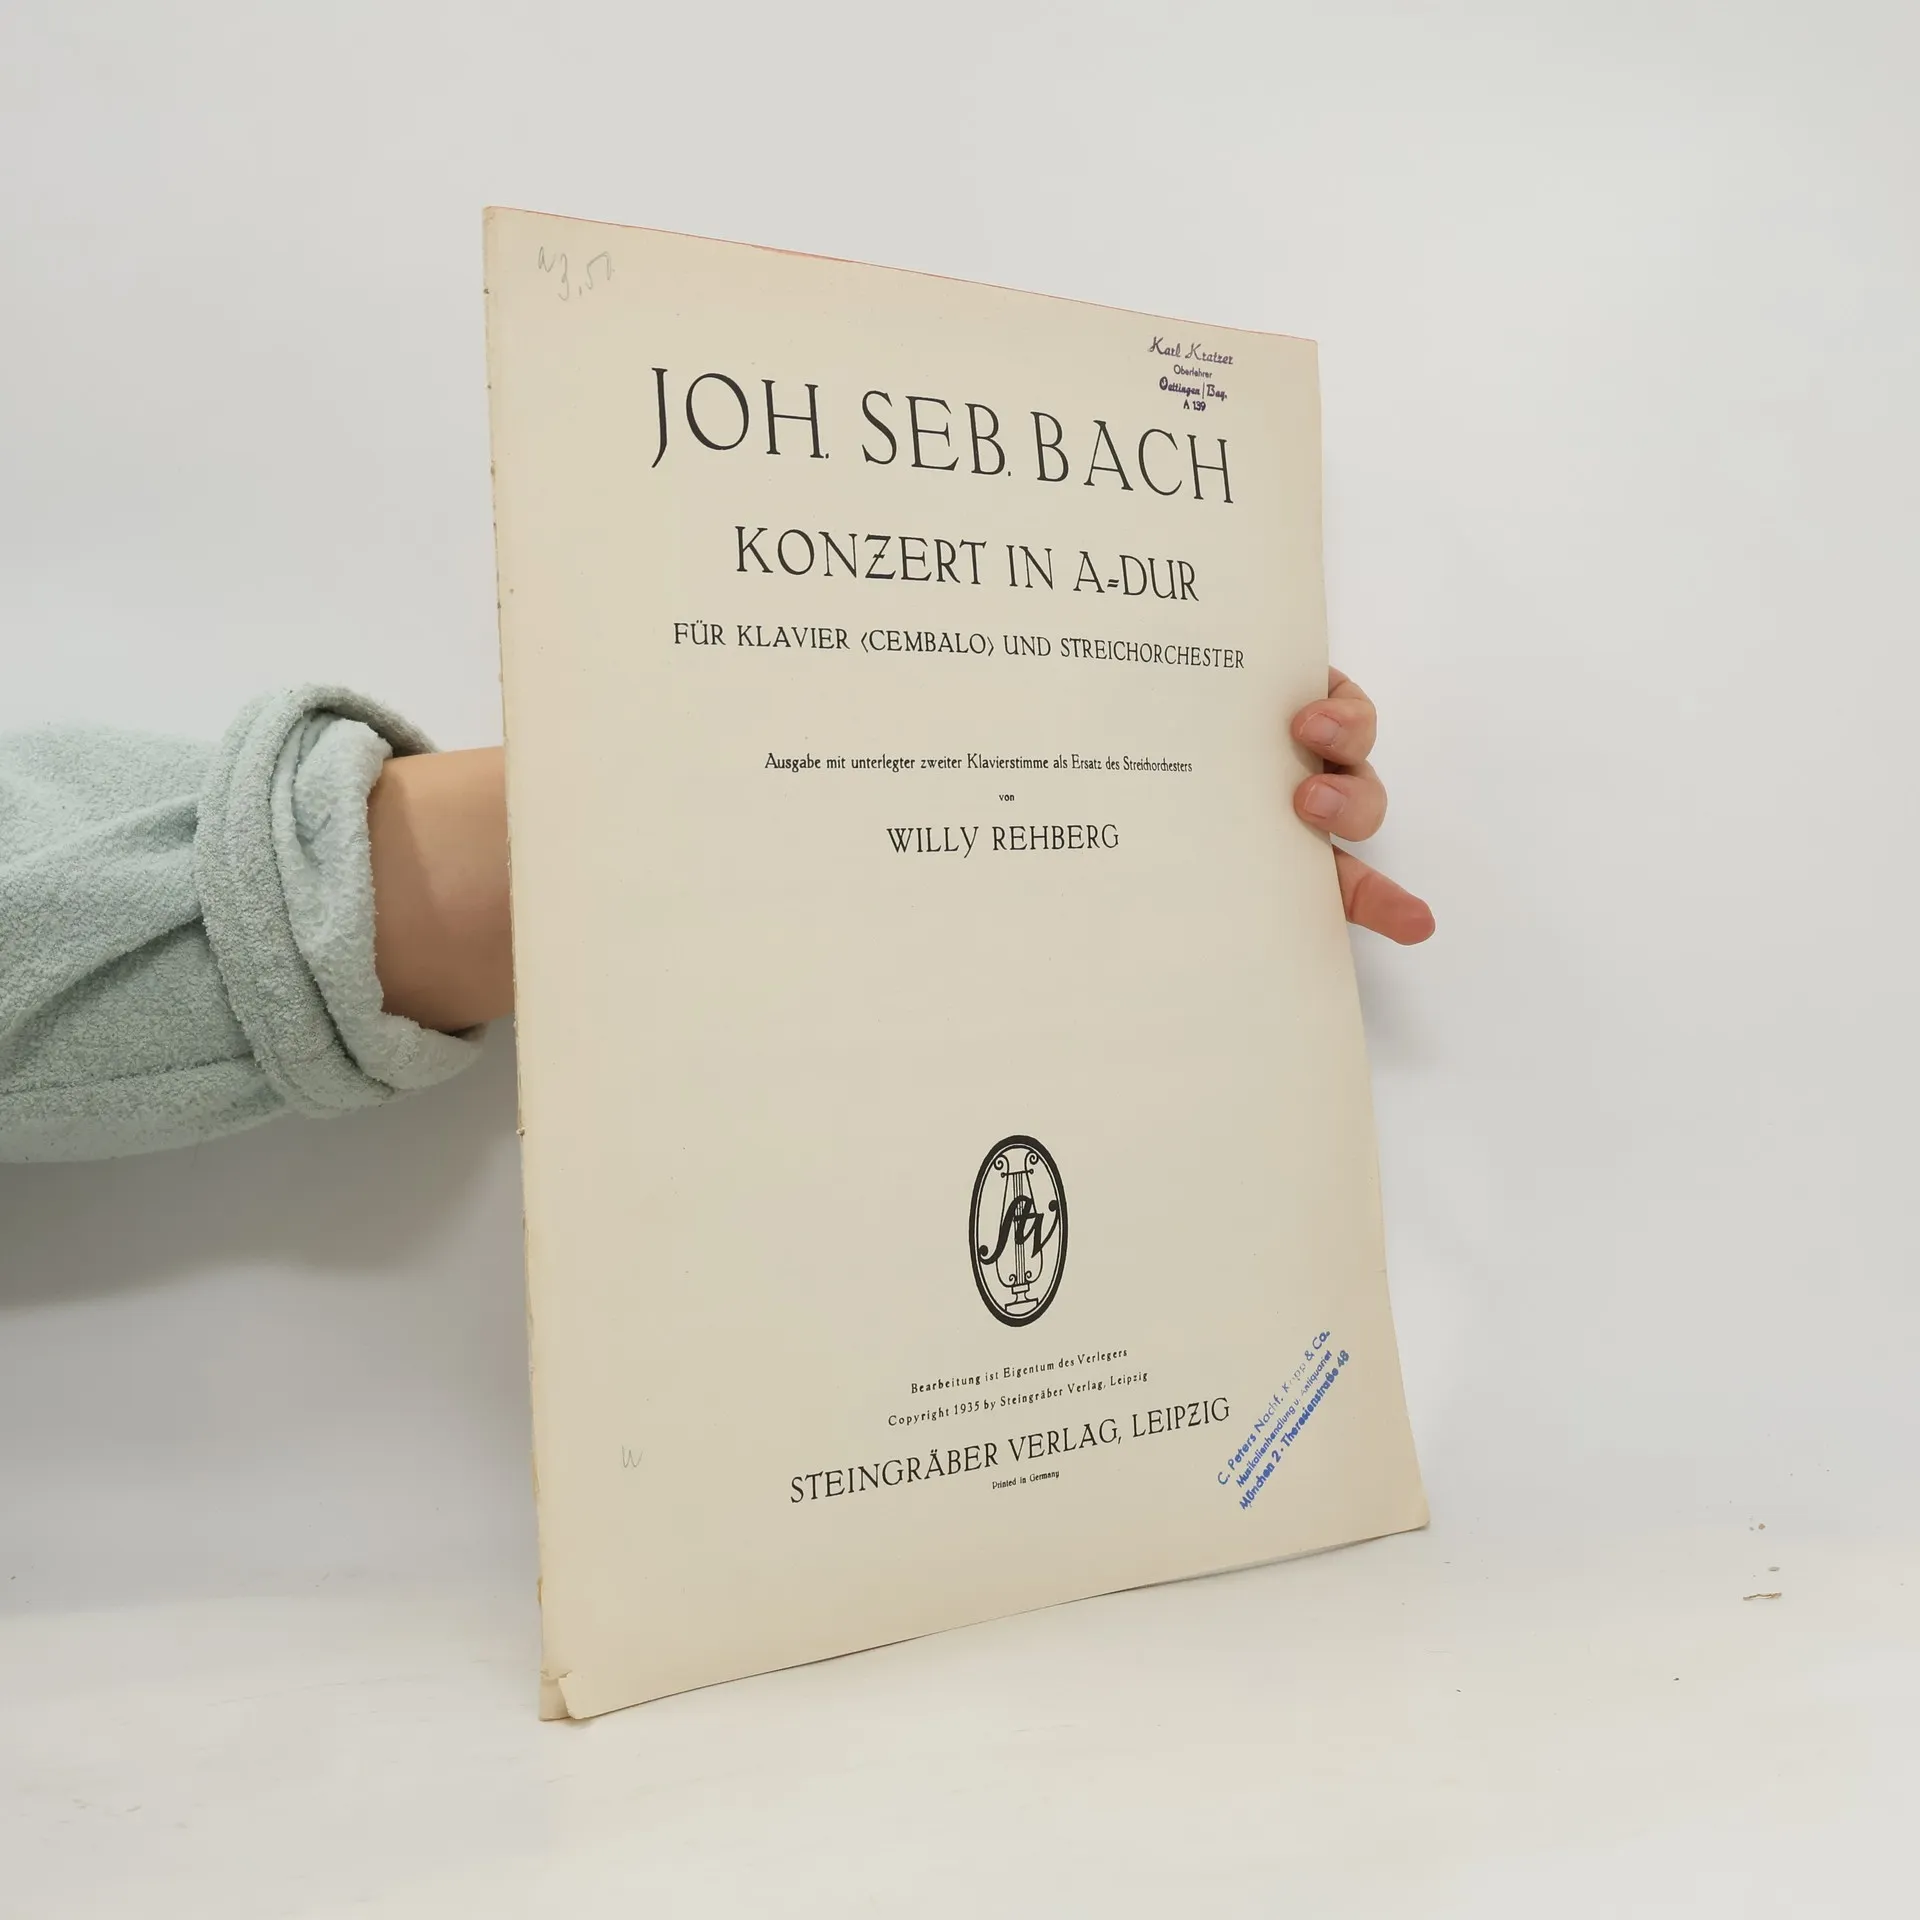 a 3,50
Karl Kratzer
Oberlehrer
Oettingen/Bay.
A 139
JOH. SEB. BACH
KONZERT IN A=DUR
FÜR KLAVIER <CEMBALO> UND STREICHORCHESTER
Ausgabe mit unterlegter zweiter Klavierstimme als Ersatz des Streichorchesters
von
WILLY REHBERG
StV
Bearbeitung ist Eigentum des Verlegers
Copyright 1935 by Steingräber Verlag, Leipzig
STEINGRÄBER VERLAG, LEIPZIG
Printed in Germany
C. Peters Nachf. & Co.
Musikalienhandlung u. Antiquariat
München 2 - Theresienstraße 48